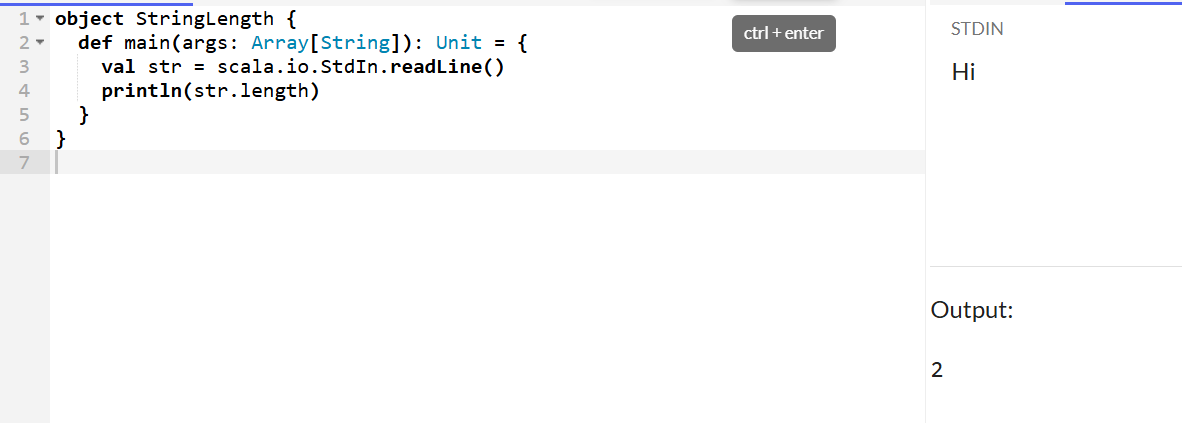 1 object StringLength {
2 def main(args: Array[String]): Unit = {
3 val str = scala.io.StdIn.readLine()
4 println(str.length)
5 }
6 }
7
ctrl + enter
STDIN
Hi
Output:
2